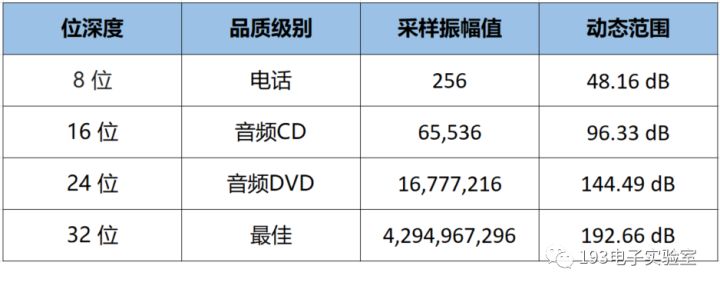 位深度 品质级别 采样振幅值 动态范围
8 位 电话 256 48.16 dB
16 位 音频CD 65,536 96.33 dB
24 位 音频DVD 16,777,216 144.49 dB
32 位 最佳 4,294,967,296 192.66 dB
193电子实验室